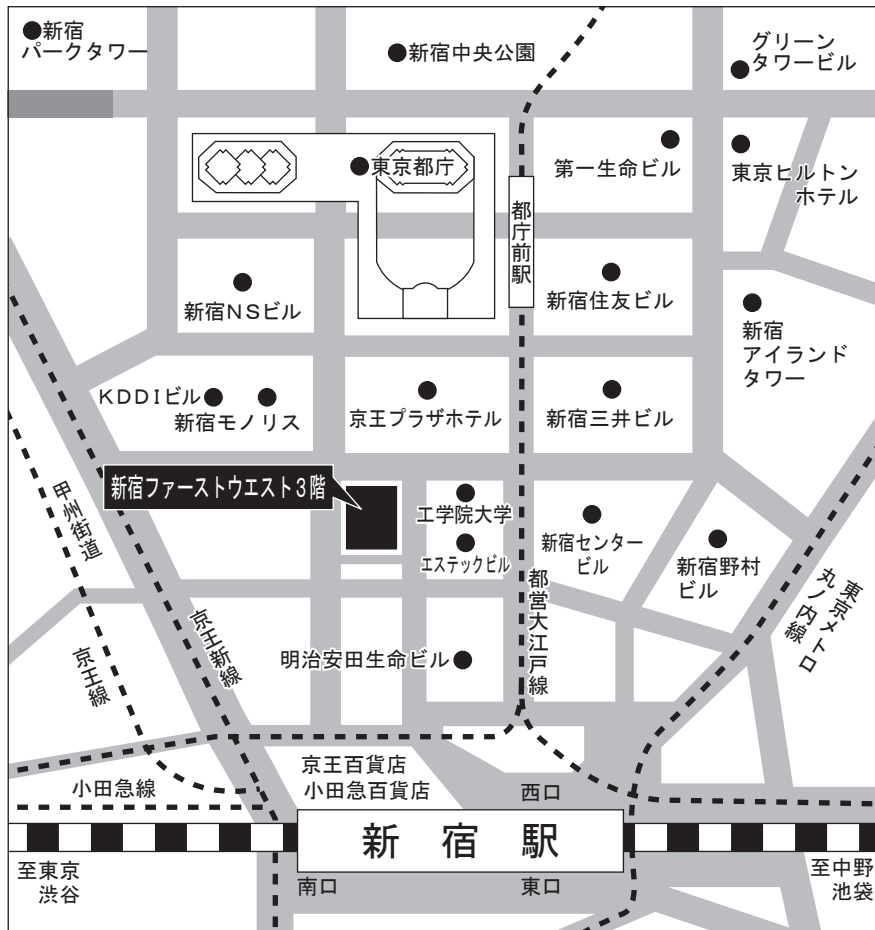 新宿
パークタワー
新宿中央公園
グリーン
タワービル
東京都庁
第一生命ビル
東京ヒルトン
ホテル
都庁前駅
新宿NSビル
新宿住友ビル
新宿
アイランド
タワー
KDDIビル
新宿モノリス
京王プラザホテル
新宿三井ビル
新宿ファーストウエスト3階
工学院大学
エステックビル
新宿センター
ビル
新宿野村
ビル
甲州街道
京王新線
京王線
都営大江戸線
東京メトロ
丸ノ内線
明治安田生命ビル
京王百貨店
小田急百貨店
小田急線
西口
新宿駅
至東京
渋谷
南口
東口
至中野
池袋